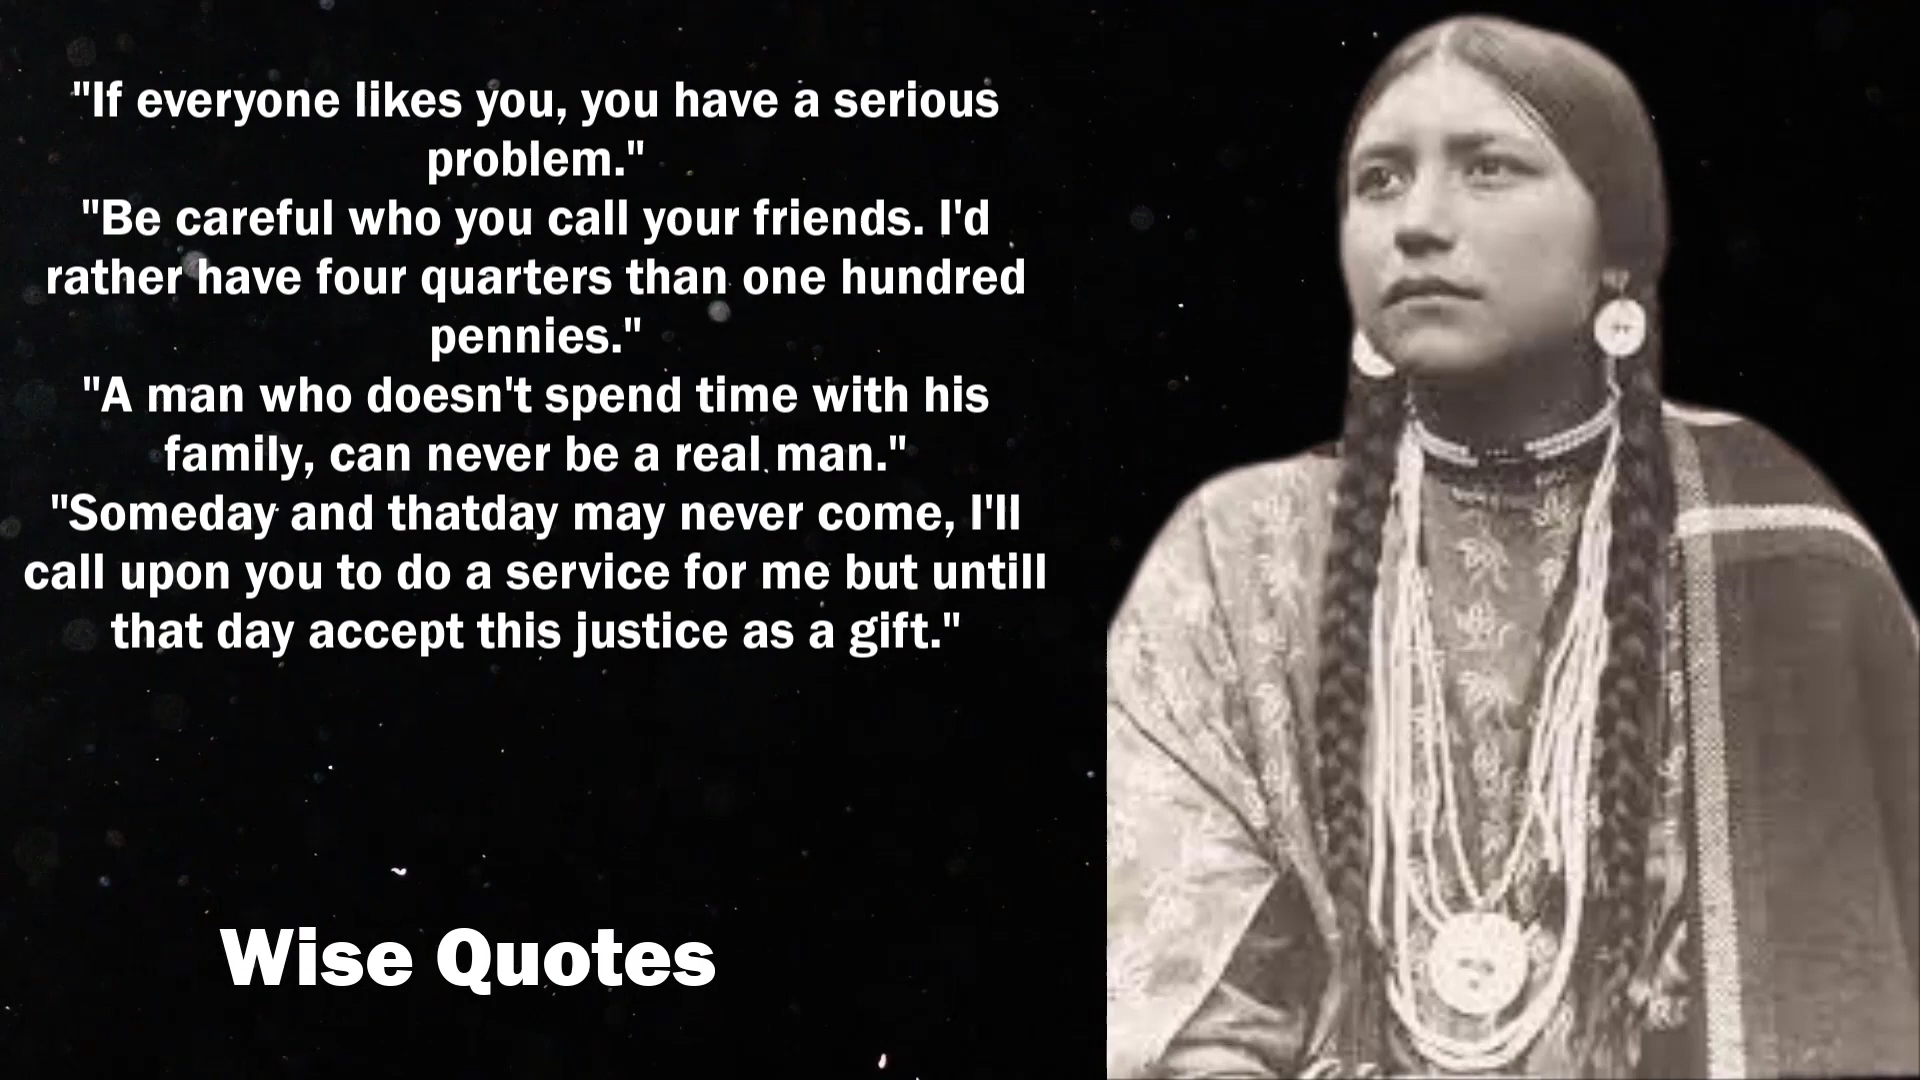 "If everyone likes you, you have a serious
problem."
"Be careful who you call your friends. I'd
rather have four quarters than one hundred
pennies."
"A man who doesn't spend time with his
family, can never be a real man."
"Someday and thatday may never come, I'll
call upon you to do a service for me but untill
that day accept this justice as a gift."
Wise Quotes